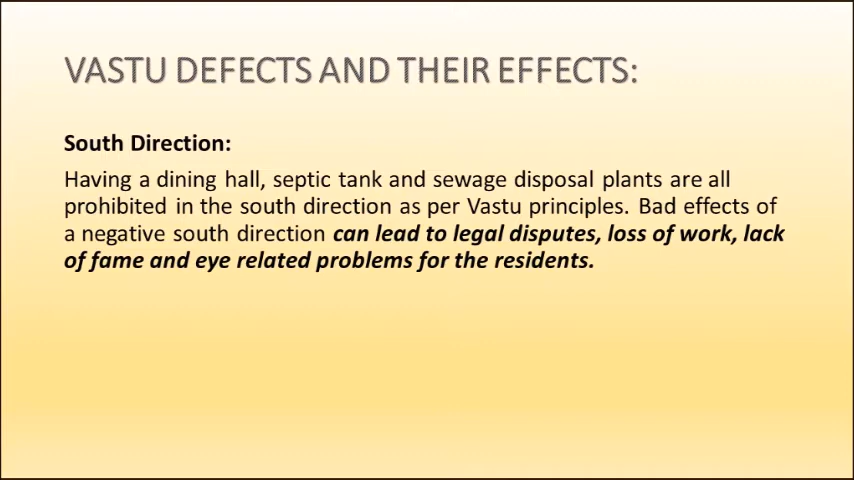 VASTU DEFECTS AND THEIR EFFECTS:
South Direction:
Having a dining hall, septic tank and sewage disposal plants are all
prohibited in the south direction as per Vastu principles. Bad effects of
a negative south direction can lead to legal disputes, loss of work, lack
of fame and eye related problems for the residents.